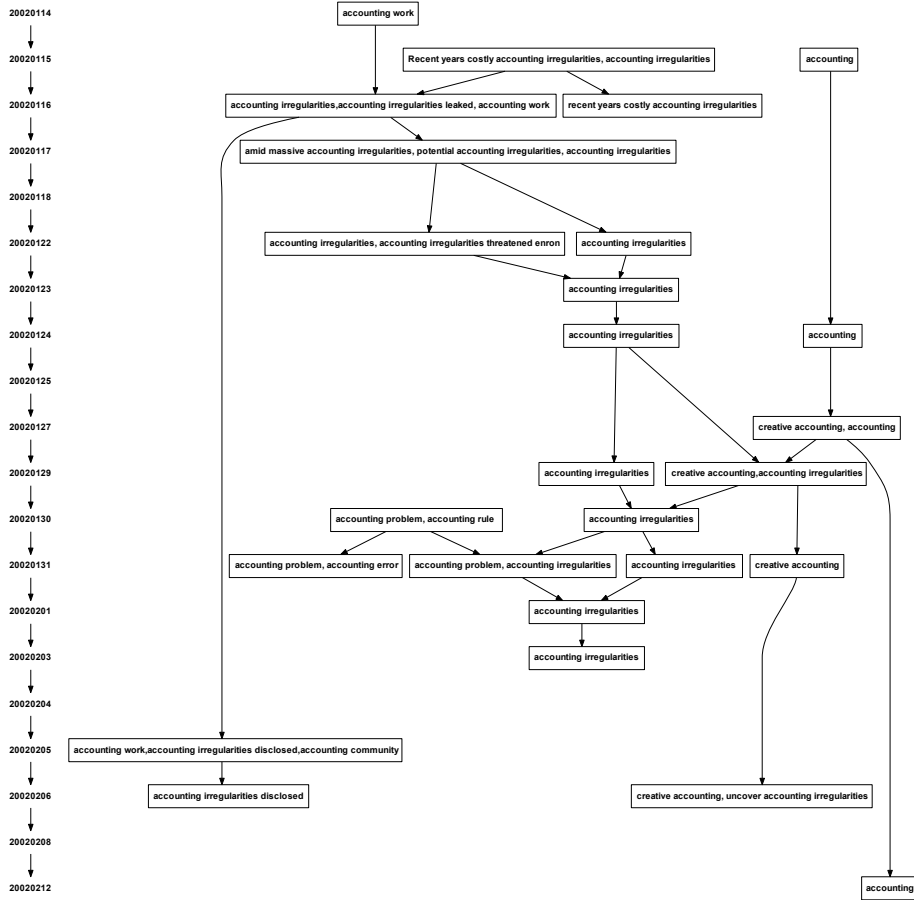 20020114
accounting work
20020115
Recent years costly accounting irregularities, accounting irregularities
accounting
20020116
accounting irregularities,accounting irregularities leaked, accounting work
recent years costly accounting irregularities
20020117
amid massive accounting irregularities, potential accounting irregularities, accounting irregularities
20020118
20020122
accounting irregularities, accounting irregularities threatened enron
accounting irregularities
20020123
accounting irregularities
20020124
accounting irregularities
accounting
20020125
20020127
creative accounting, accounting
20020129
accounting irregularities
creative accounting,accounting irregularities
20020130
accounting problem, accounting rule
accounting irregularities
20020131
accounting problem, accounting error
accounting problem, accounting irregularities
accounting irregularities
creative accounting
20020201
accounting irregularities
20020203
accounting irregularities
20020204
20020205
accounting work,accounting irregularities disclosed,accounting community
20020206
accounting irregularities disclosed
creative accounting, uncover accounting irregularities
20020208
20020212
accounting